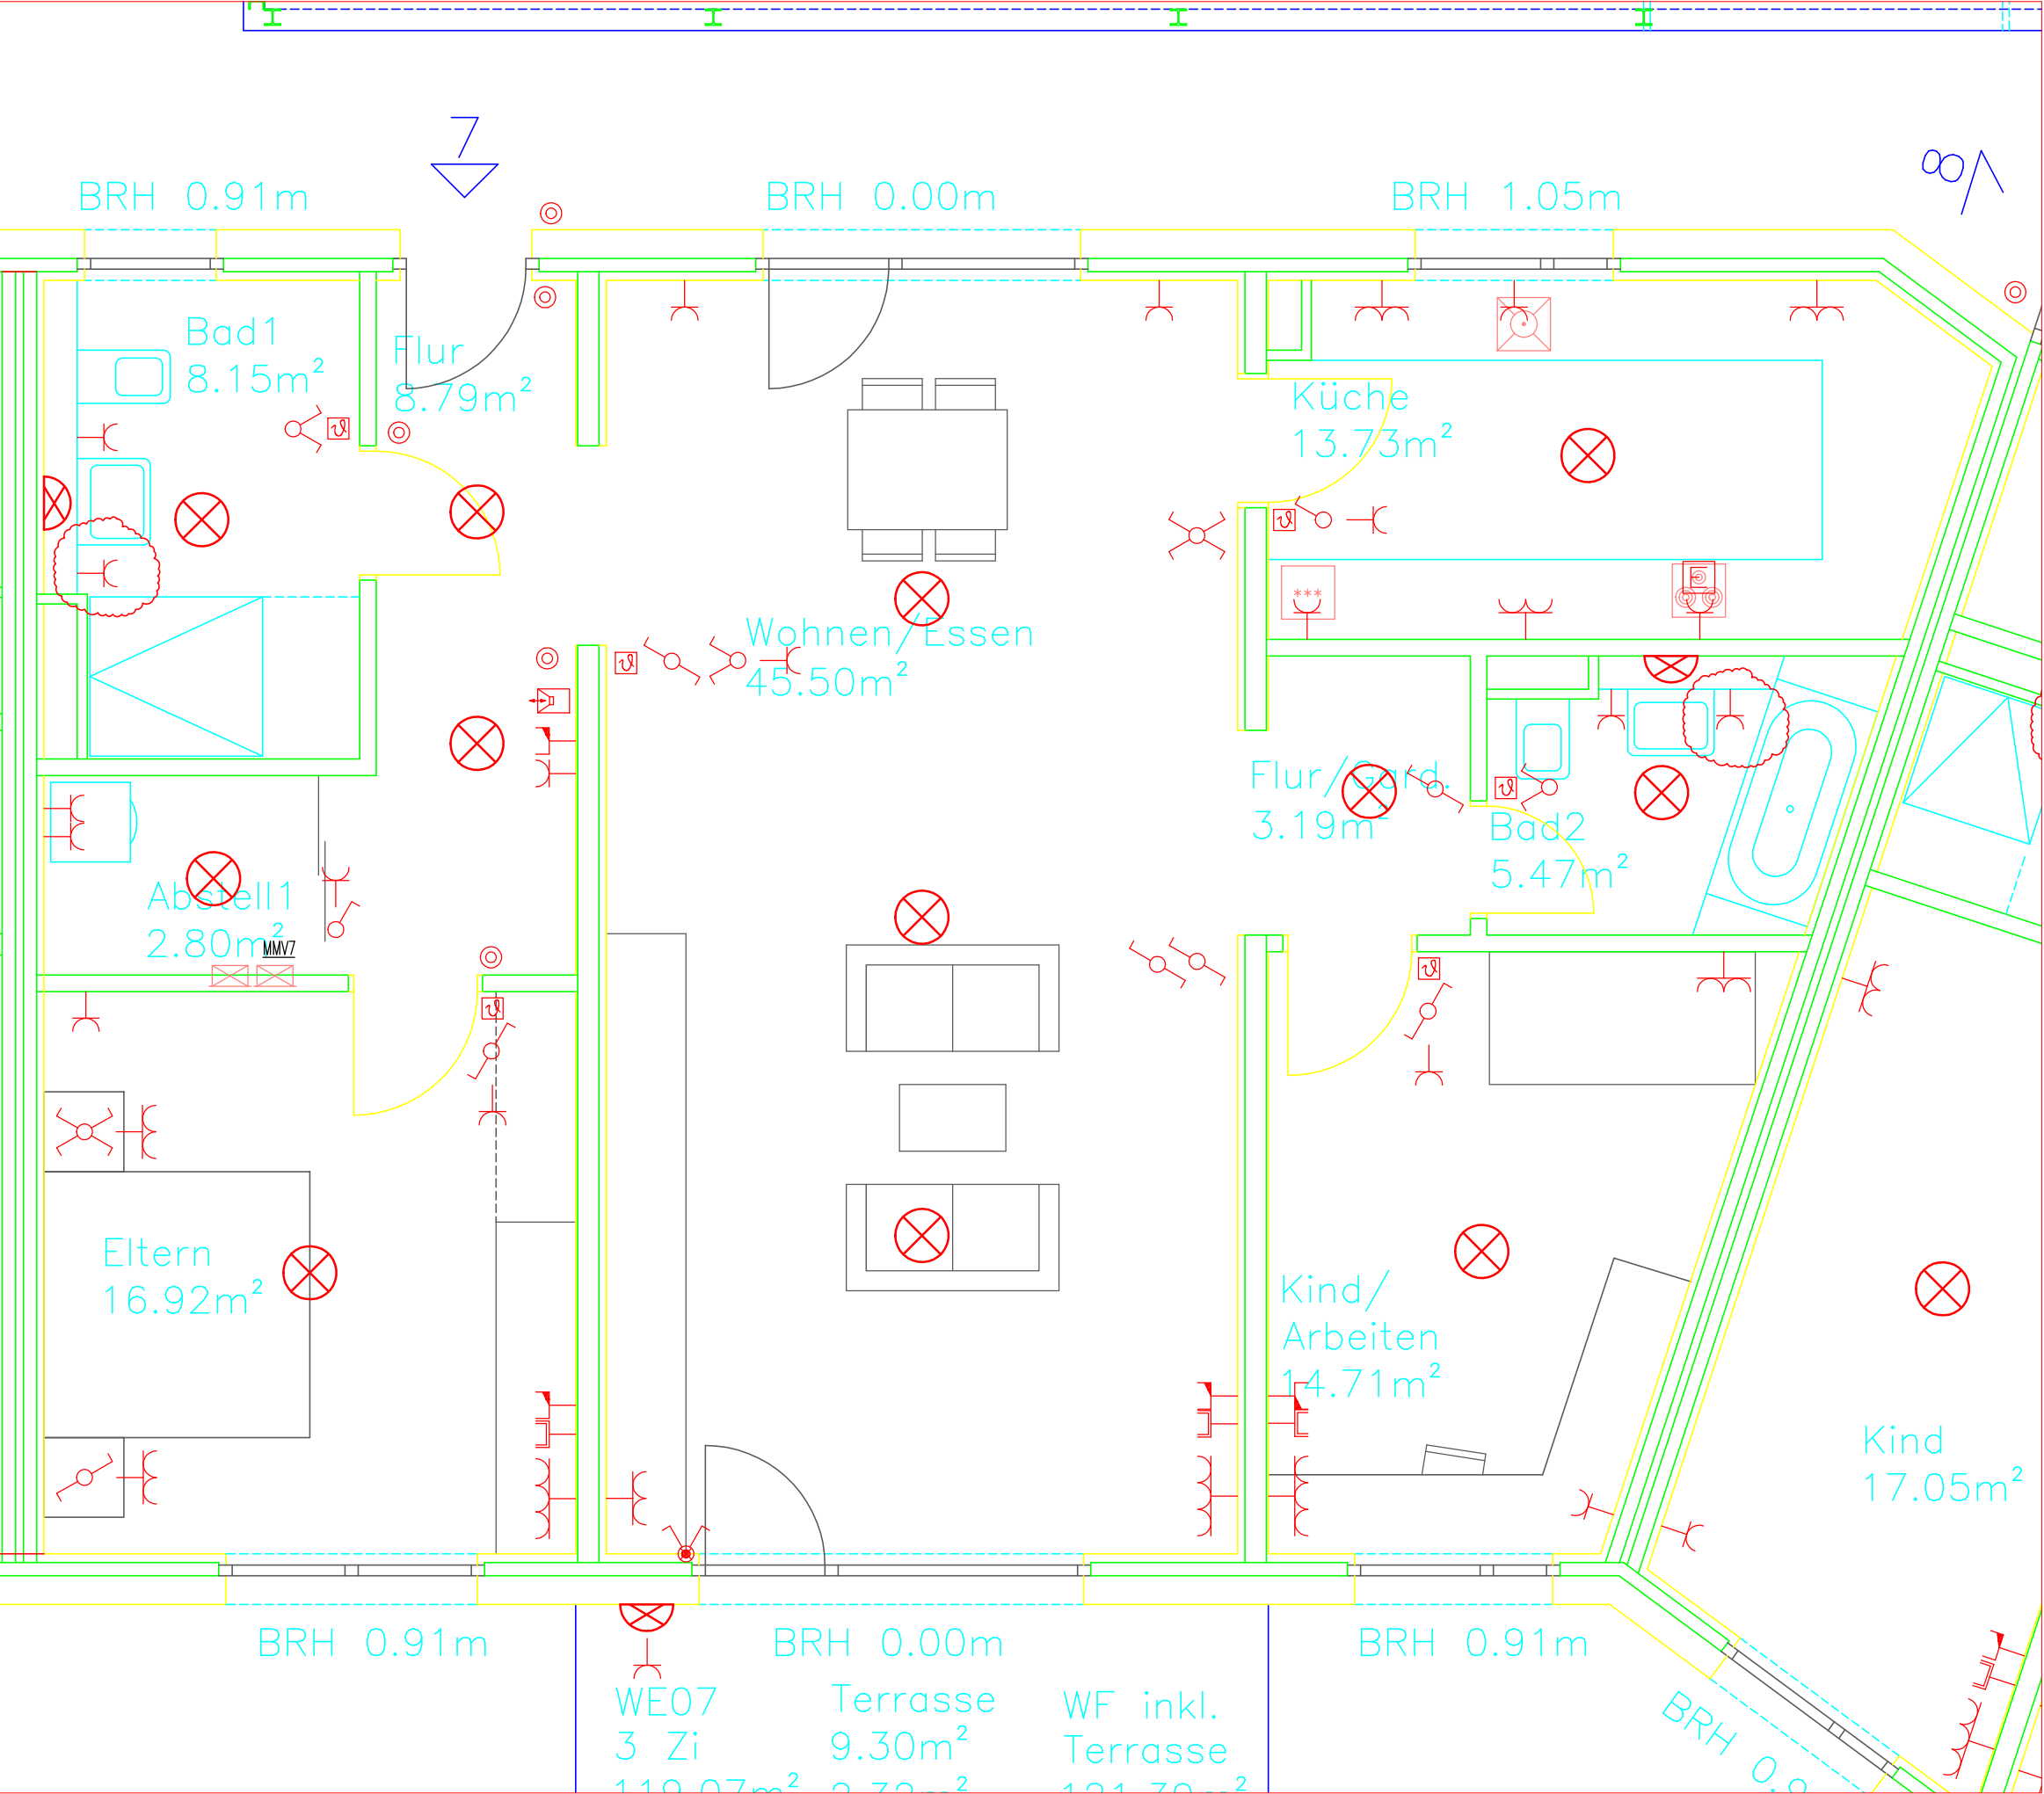 7
8
BRH 0.91m
BRH 0.00m
BRH 1.05m
Bad1
8.15m²
Flur
8.79m²
Küche
13.73m²
***
E
Wohnen/Essen
45.50m²
Flur/Gard.
3.19m²
Bad2
5.47m²
Abstell1
2.80m²
MMV7
Eltern
16.92m²
Kind/
Arbeiten
14.71m²
Kind
17.05m²
BRH 0.91m
BRH 0.00m
BRH 0.91m
BRH
WE07
3 Zi
Terrasse
9.30m²
WF inkl.
Terrasse